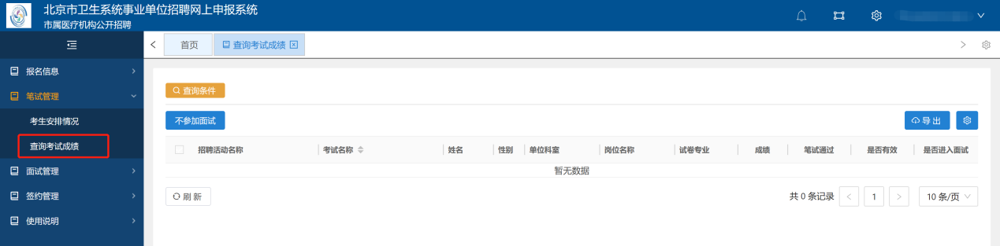 北京市卫生系统事业单位招聘网上申报系统
市属医疗机构公开招聘
首页 查询考试成绩
报名信息
笔试管理
考生安排情况
查询考试成绩
面试管理
签约管理
使用说明
查询条件
不参加面试 导出
招聘活动名称 考试名称 姓名 性别 单位科室 岗位名称 试卷专业 成绩 笔试通过 是否有效 是否进入面试
暂无数据
刷新 共 0 条记录 1 10 条/页